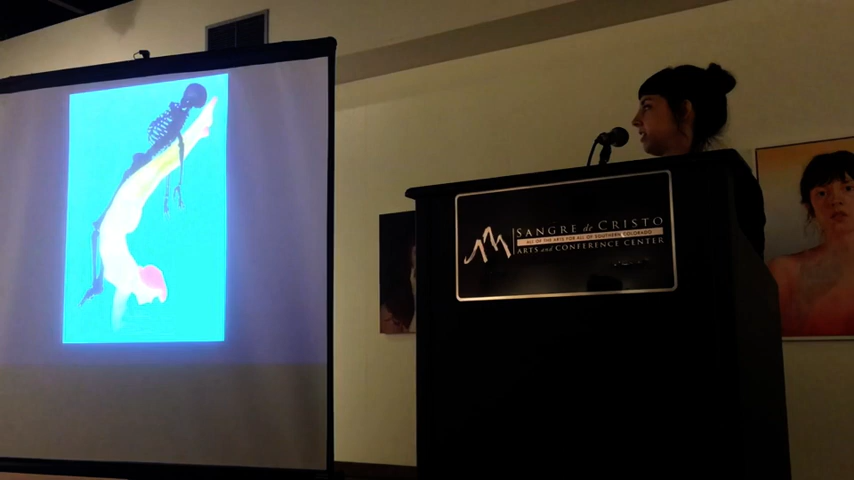 SANGRE de CRISTO
ALL OF THE ARTS FOR ALL OF SOUTHERN COLORADO
ARTS and CONFERENCE CENTER